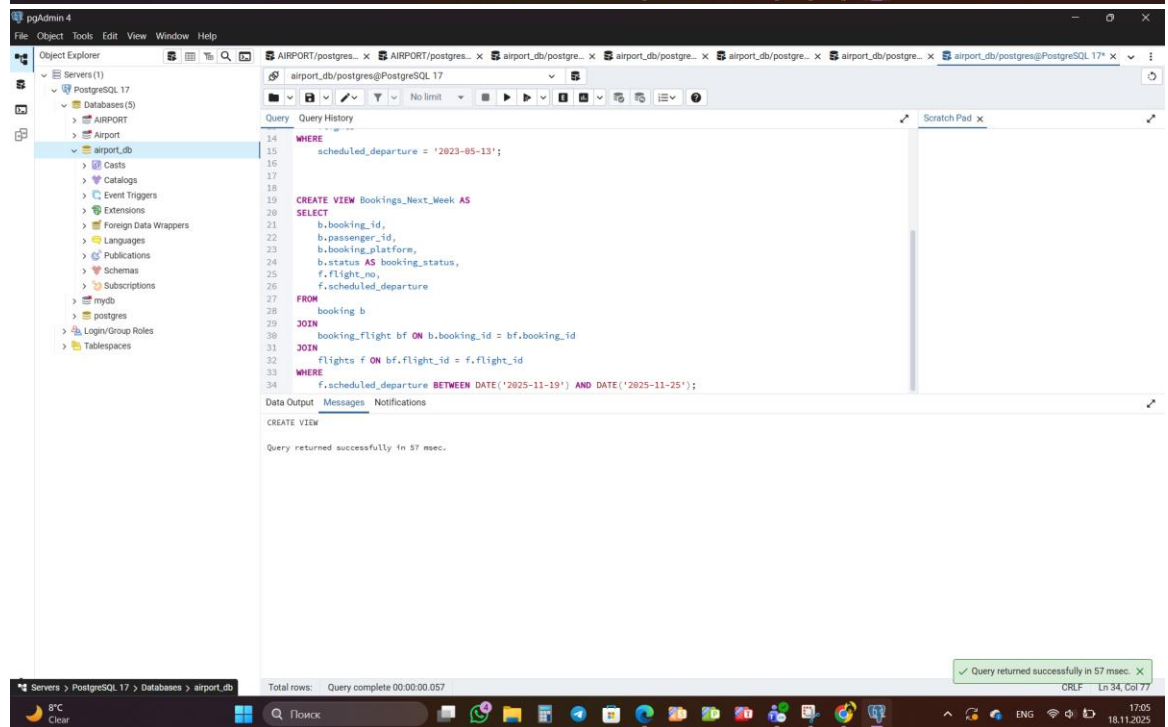 pgAdmin 4
File Object Tools Edit View Window Help
Object Explorer
AIRPORT/postgres... AIRPORT/postgres... airport_db/postgre... airport_db/postgre... airport_db/postgre... airport_db/postgre... airport_db/postgres@PostgreSQL 17*
Servers (1)
PostgreSQL 17
Databases (5)
AIRPORT
Airport
airport_db
Casts
Catalogs
Event Triggers
Extensions
Foreign Data Wrappers
Languages
Publications
Schemas
Subscriptions
mydb
postgres
Login/Group Roles
Tablespaces
airport_db/postgres@PostgreSQL 17
No limit
Query Query History
Scratch Pad
14 WHERE
15 scheduled_departure = '2023-05-13';
16
17
18
19 CREATE VIEW Bookings_Next_Week AS
20 SELECT
21 b.booking_id,
22 b.passenger_id,
23 b.booking_platform,
24 b.status AS booking_status,
25 f.flight_no,
26 f.scheduled_departure
27 FROM
28 booking b
29 JOIN
30 booking_flight bf ON b.booking_id = bf.booking_id
31 JOIN
32 flights f ON bf.flight_id = f.flight_id
33 WHERE
34 f.scheduled_departure BETWEEN DATE('2025-11-19') AND DATE('2025-11-25');
Data Output Messages Notifications
CREATE VIEW
Query returned successfully in 57 msec.
Query returned successfully in 57 msec.
Servers > PostgreSQL 17 > Databases > airport_db
Total rows: Query complete 00:00:00.057
CRLF Ln 34, Col 77
8°C
Clear
Поиск
ENG
17:05
18.11.2025